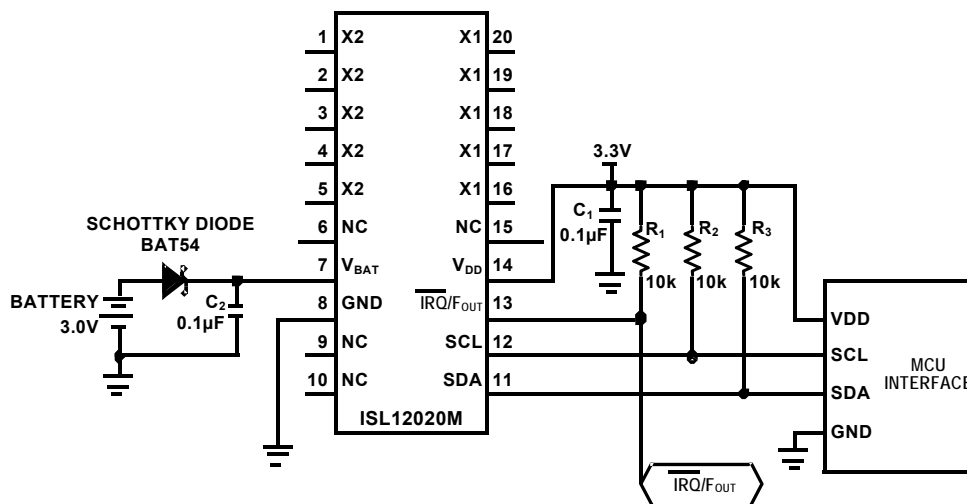 1 X2 X1 20
2 X2 X1 19
3 X2 X1 18
4 X2 X1 17
5 X2 X1 16
6 NC NC 15
7 VBAT VDD 14
8 GND IRQ/FOUT 13
9 NC SCL 12
10 NC SDA 11
ISL12020M
SCHOTTKY DIODE
BAT54
BATTERY
3.0V
C2
0.1µF
3.3V
C1
0.1µF
R1
10k
R2
10k
R3
10k
VDD
SCL
SDA
GND
MCU
INTERFACE
IRQ/FOUT